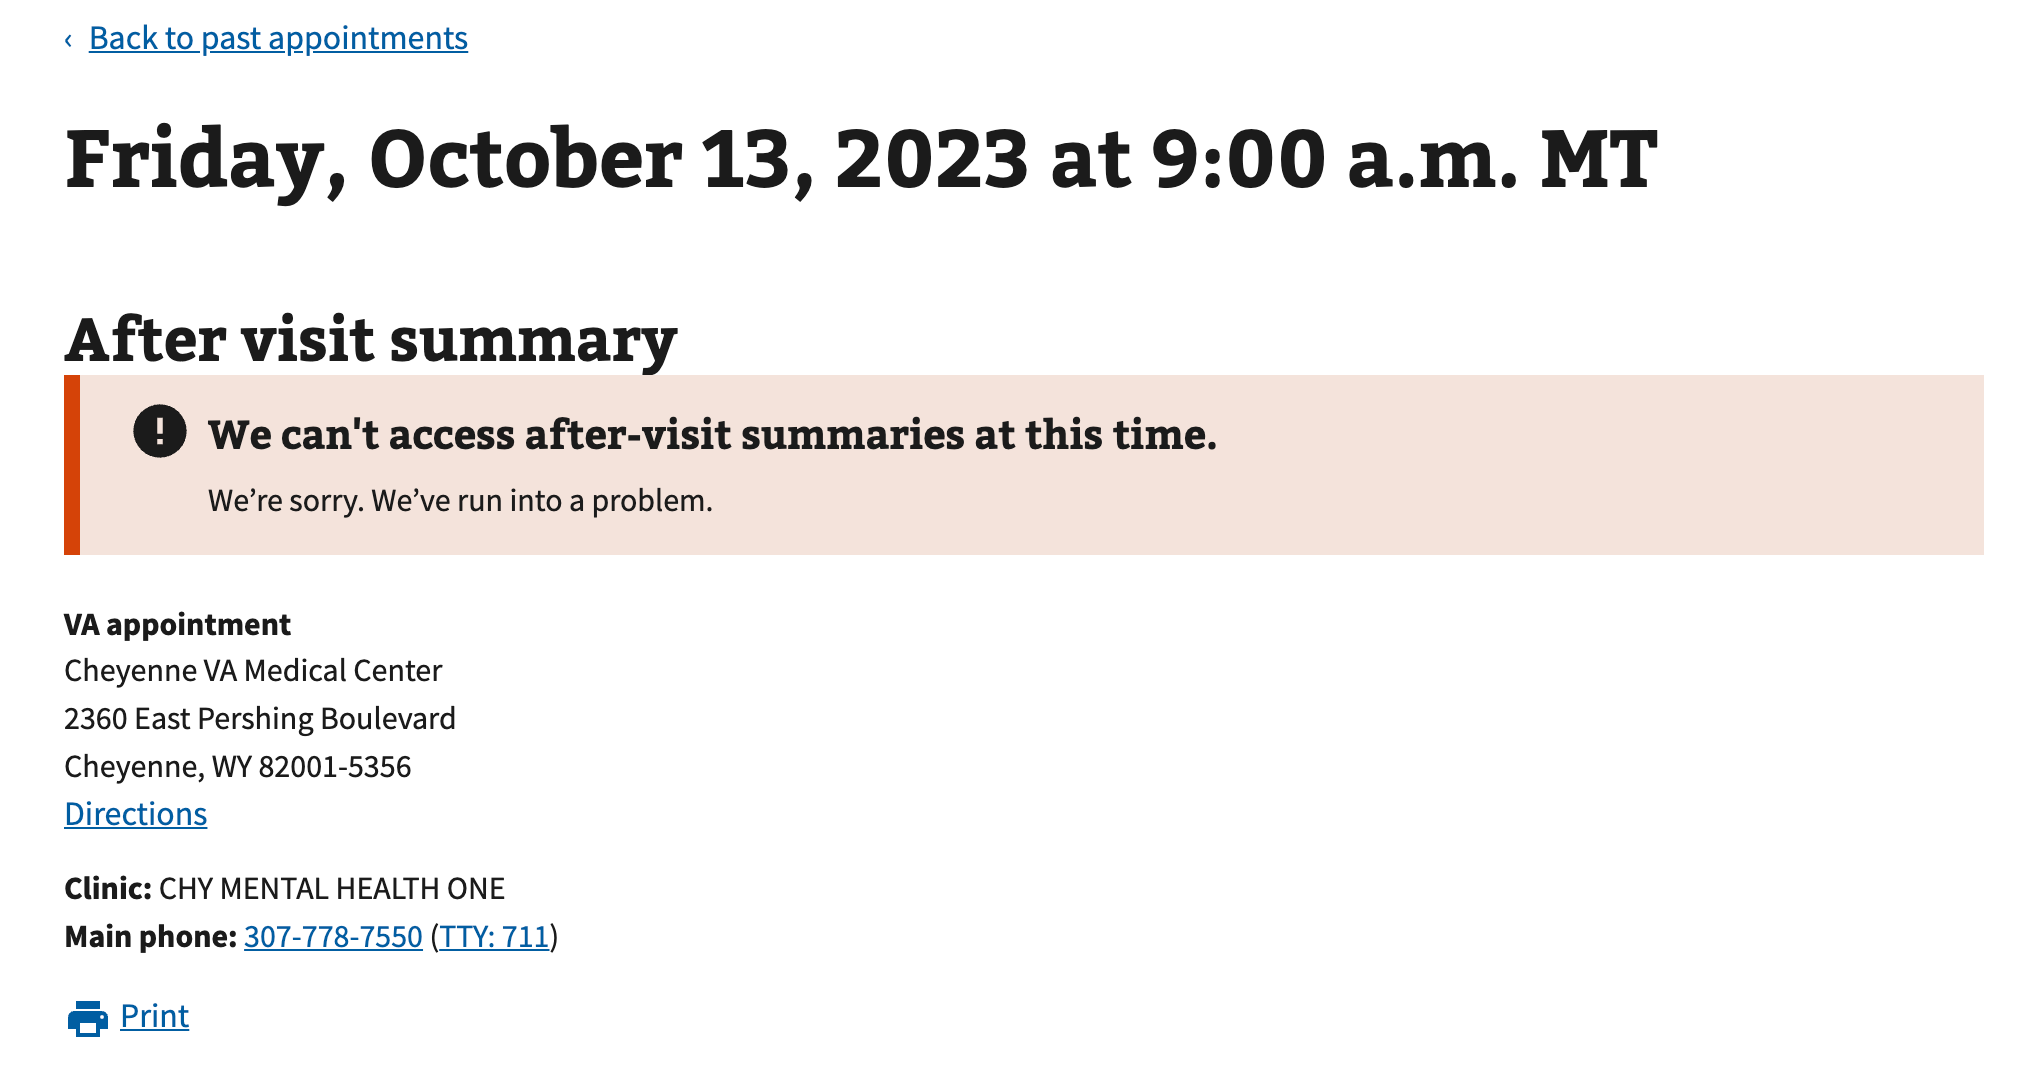 ‹ Back to past appointments
Friday, October 13, 2023 at 9:00 a.m. MT
After visit summary
We can't access after-visit summaries at this time.
We’re sorry. We’ve run into a problem.
VA appointment
Cheyenne VA Medical Center
2360 East Pershing Boulevard
Cheyenne, WY 82001-5356
Directions
Clinic: CHY MENTAL HEALTH ONE
Main phone: 307-778-7550 (TTY: 711)
Print